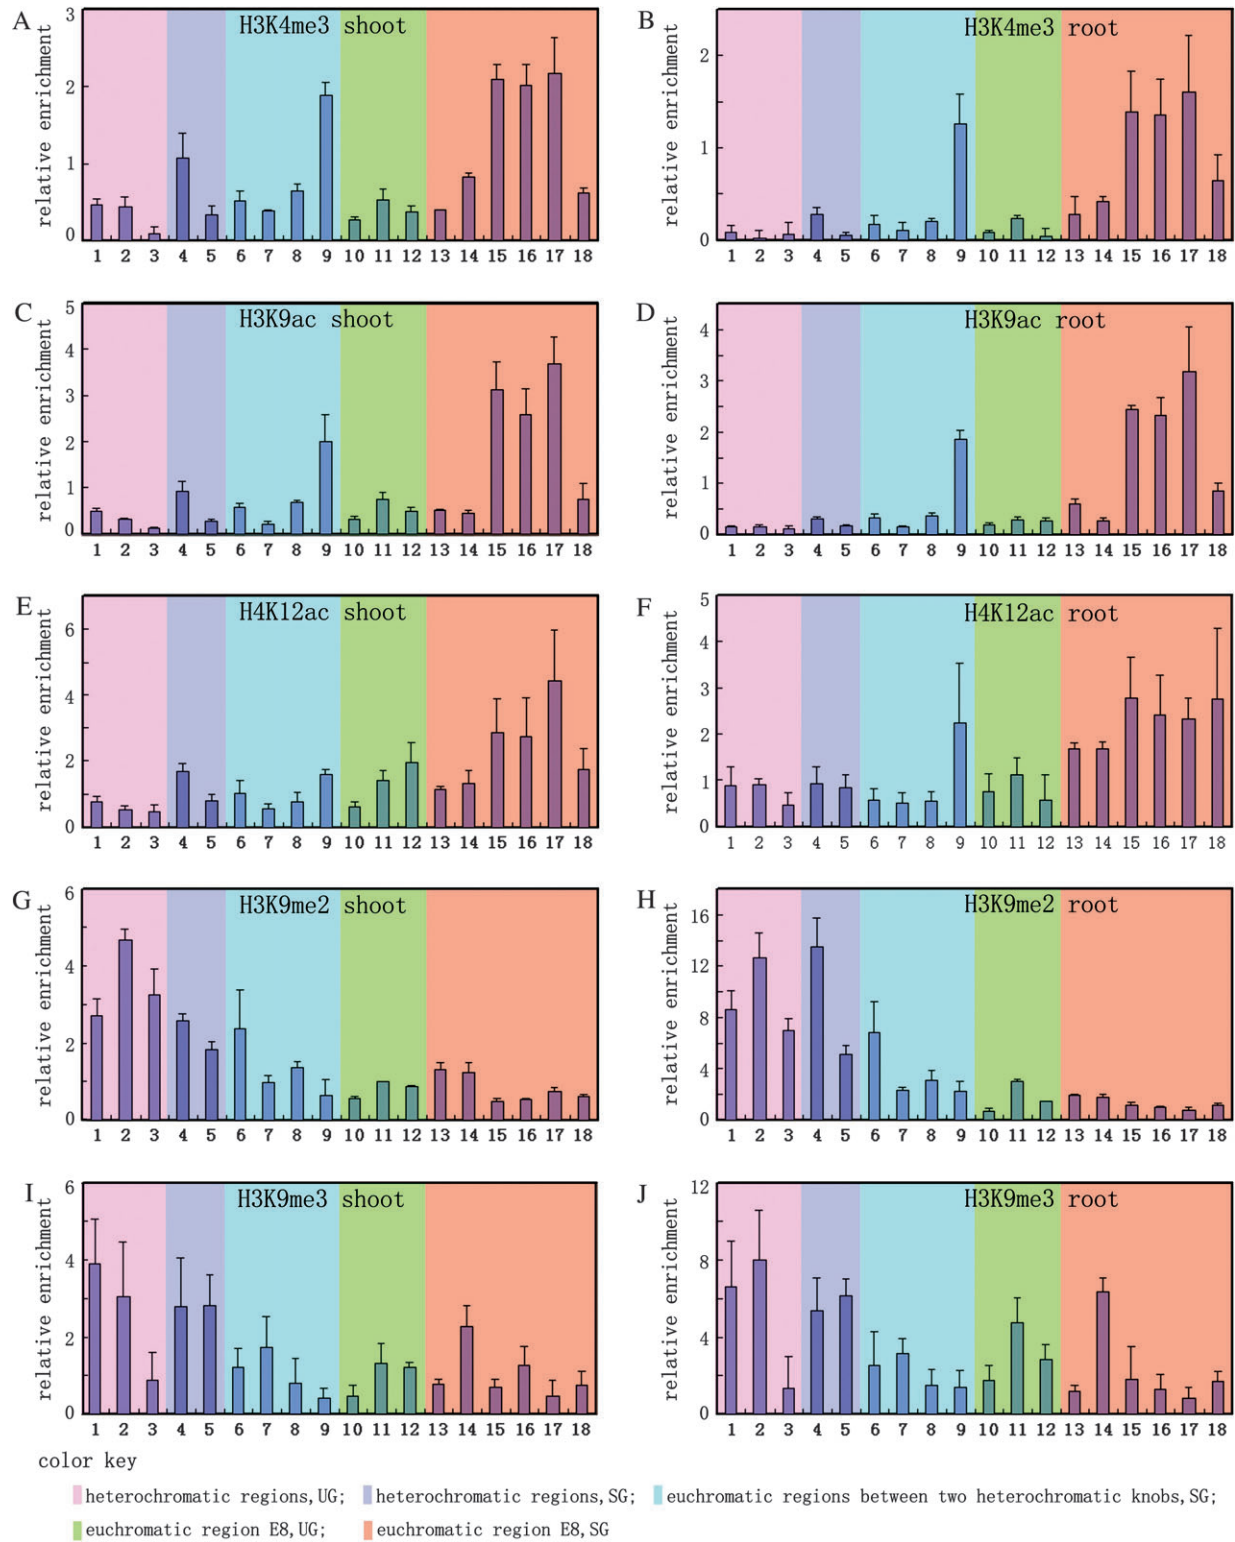 A
H3K4me3 shoot
relative enrichment
3
2
1
0
1 2 3 4 5 6 7 8 9 10 11 12 13 14 15 16 17 18
B
H3K4me3 root
relative enrichment
2
1
0
1 2 3 4 5 6 7 8 9 10 11 12 13 14 15 16 17 18
C
H3K9ac shoot
relative enrichment
5
4
3
2
1
0
1 2 3 4 5 6 7 8 9 10 11 12 13 14 15 16 17 18
D
H3K9ac root
relative enrichment
4
3
2
1
0
1 2 3 4 5 6 7 8 9 10 11 12 13 14 15 16 17 18
E
H4K12ac shoot
relative enrichment
6
4
2
0
1 2 3 4 5 6 7 8 9 10 11 12 13 14 15 16 17 18
F
H4K12ac root
relative enrichment
5
4
3
2
1
0
1 2 3 4 5 6 7 8 9 10 11 12 13 14 15 16 17 18
G
H3K9me2 shoot
relative enrichment
6
4
2
0
1 2 3 4 5 6 7 8 9 10 11 12 13 14 15 16 17 18
H
H3K9me2 root
relative enrichment
16
12
8
4
0
1 2 3 4 5 6 7 8 9 10 11 12 13 14 15 16 17 18
I
H3K9me3 shoot
relative enrichment
6
4
2
0
1 2 3 4 5 6 7 8 9 10 11 12 13 14 15 16 17 18
J
H3K9me3 root
relative enrichment
12
8
4
0
1 2 3 4 5 6 7 8 9 10 11 12 13 14 15 16 17 18
color key
heterochromatic regions,UG; heterochromatic regions,SG; euchromatic regions between two heterochromatic knobs,SG;
euchromatic region E8,UG; euchromatic region E8,SG